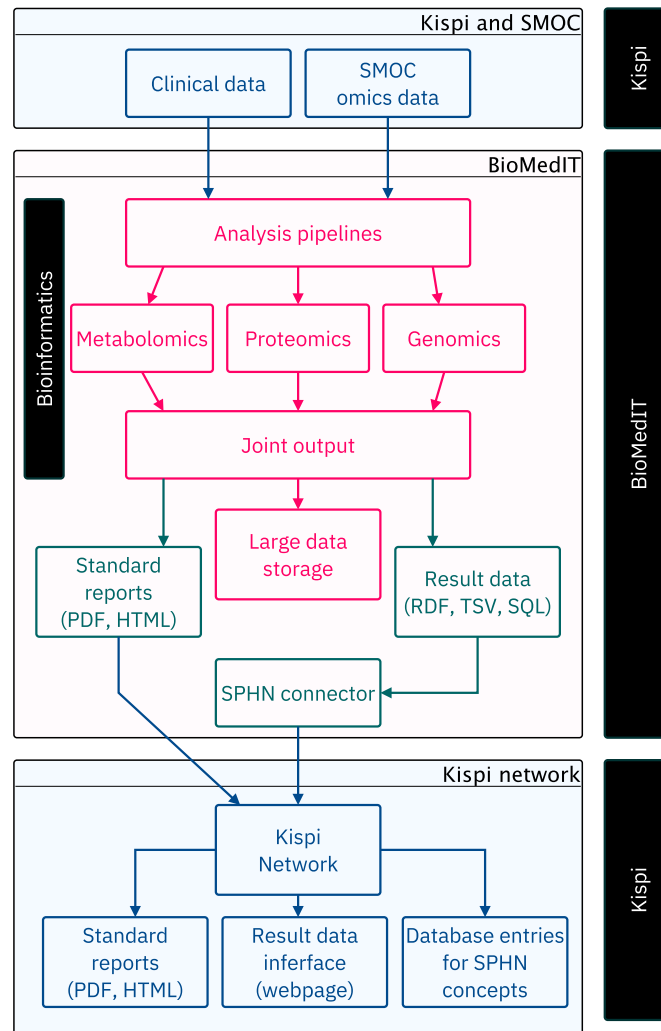 Kispi and SMOC
Kispi
Clinical data
SMOC
omics data
BioMedIT
Bioinformatics
BioMedIT
Analysis pipelines
Metabolomics
Proteomics
Genomics
Joint output
Large data
storage
Standard
reports
(PDF, HTML)
Result data
(RDF, TSV, SQL)
SPHN connector
Kispi network
Kispi
Kispi
Network
Standard
reports
(PDF, HTML)
Result data
inferface
(webpage)
Database entries
for SPHN
concepts